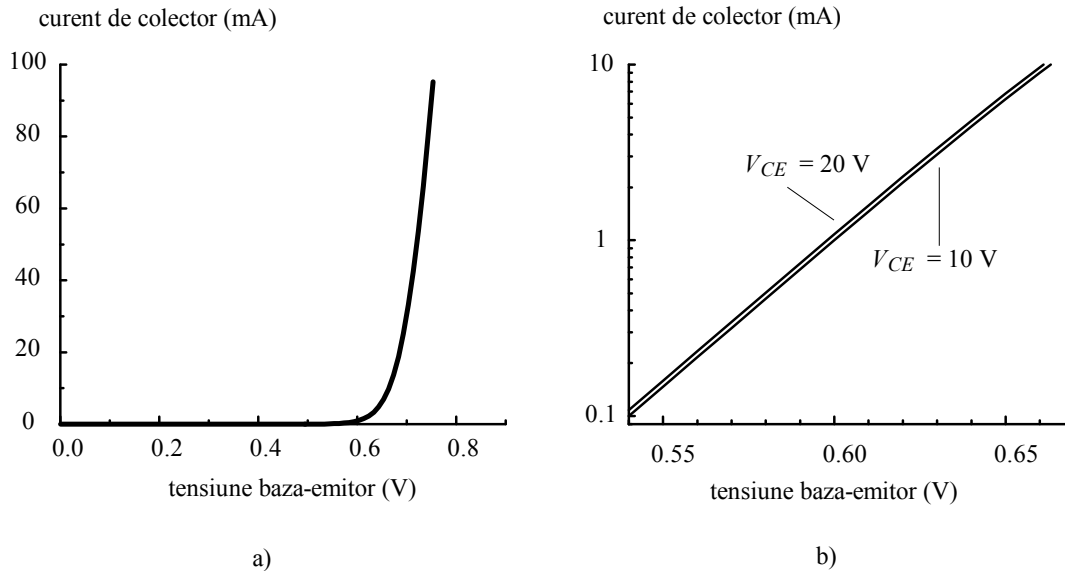 curent de colector (mA)
100
80
60
40
20
0
0.0 0.2 0.4 0.6 0.8
tensiune baza-emitor (V)
a)
curent de colector (mA)
10
1
0.1
V_CE = 20 V
V_CE = 10 V
0.55 0.60 0.65
tensiune baza-emitor (V)
b)